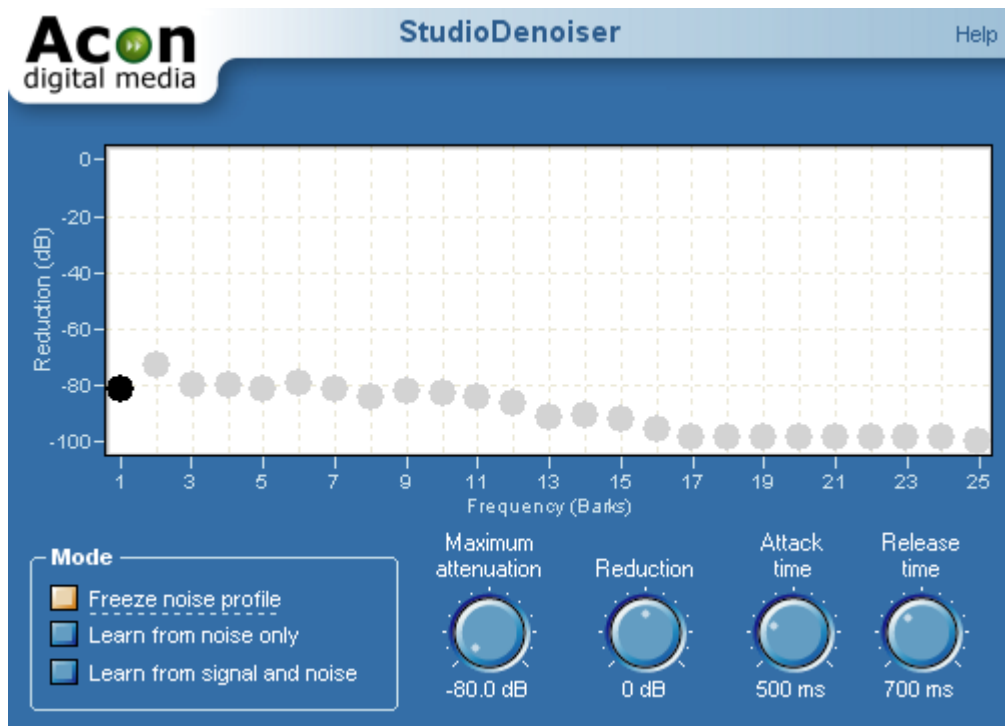 Acon
digital media
StudioDenoiser
Help
Reduction (dB)
0
-20
-40
-60
-80
-100
1 3 5 7 9 11 13 15 17 19 21 23 25
Frequency (Barks)
Mode
Freeze noise profile
Learn from noise only
Learn from signal and noise
Maximum
attenuation
-80.0 dB
Reduction
0 dB
Attack
time
500 ms
Release
time
700 ms